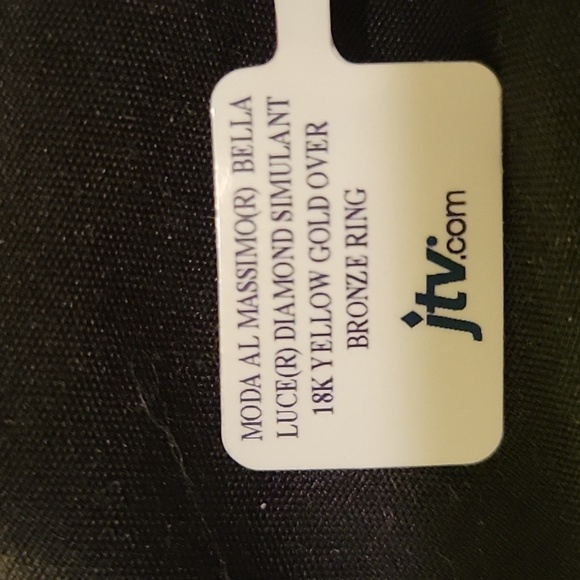 MODA AL MASSIMO(R) BELLA
LUCE(R) DIAMOND SIMULANT
18K YELLOW GOLD OVER
BRONZE RING
jtv.com